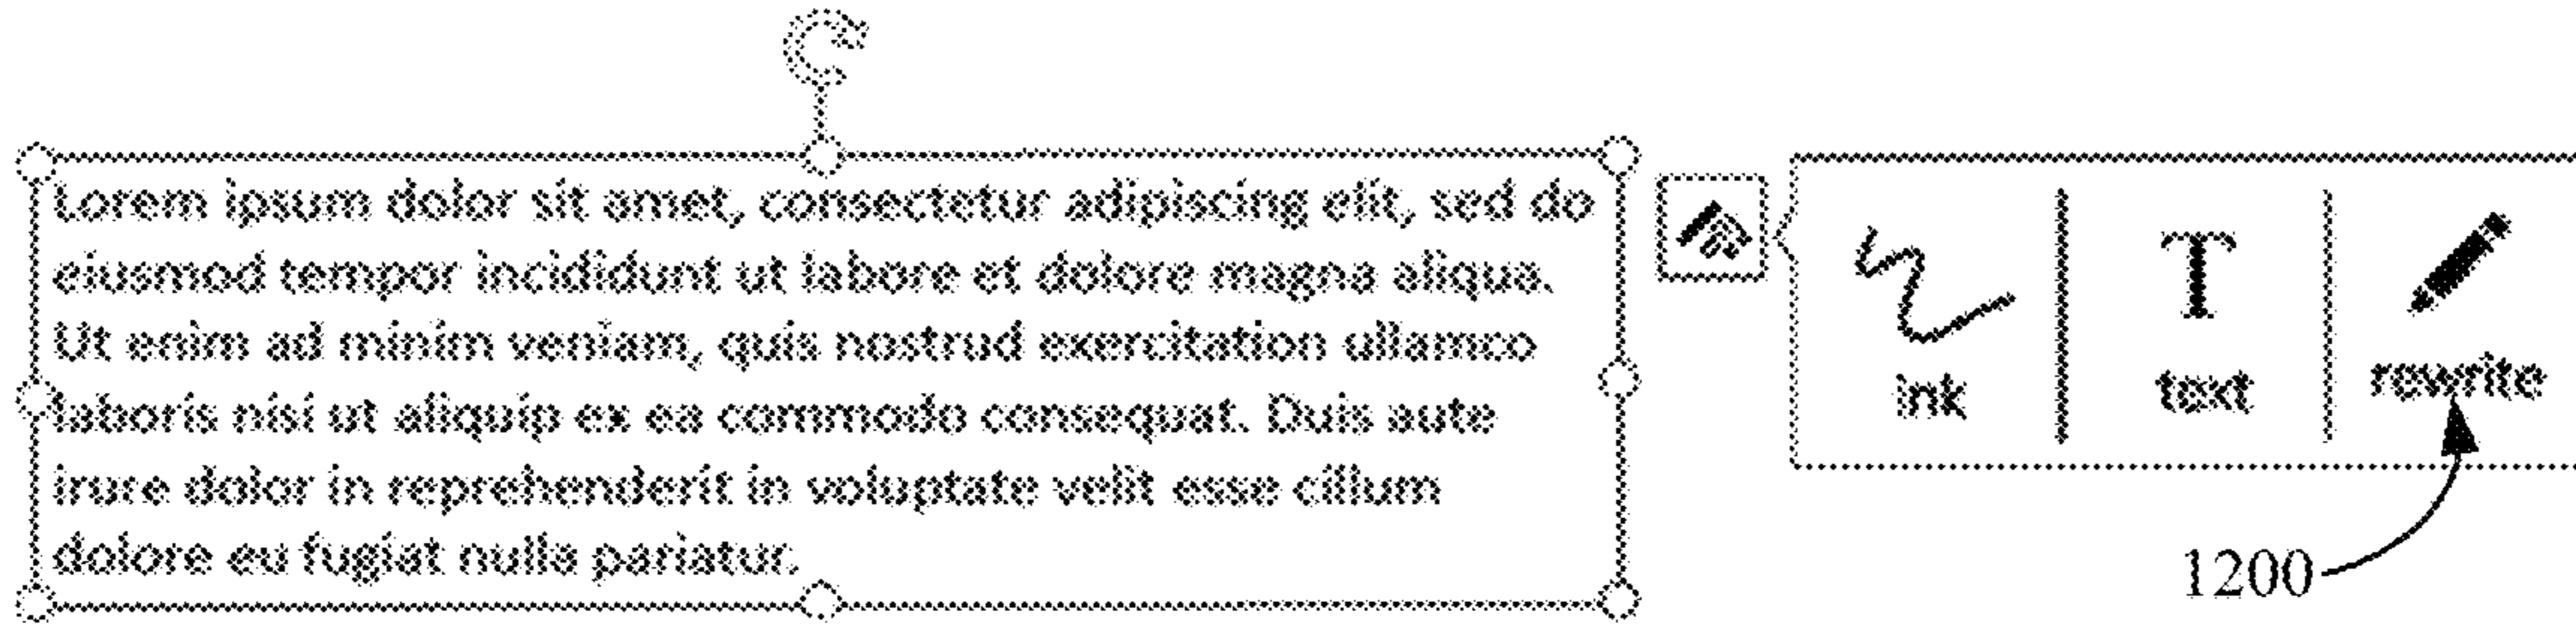 Lorem ipsum dolor sit amet, consectetur adipiscing elit, sed do
eiusmod tempor incididunt ut labore et dolore magna aliqua.
Ut enim ad minim veniam, quis nostrud exercitation ullamco
laboris nisi ut aliquip ex ea commodo consequat. Duis aute
irure dolor in reprehenderit in voluptate velit esse cillum
dolore eu fugiat nulla pariatur.
T
ink
text
rewrite
1200